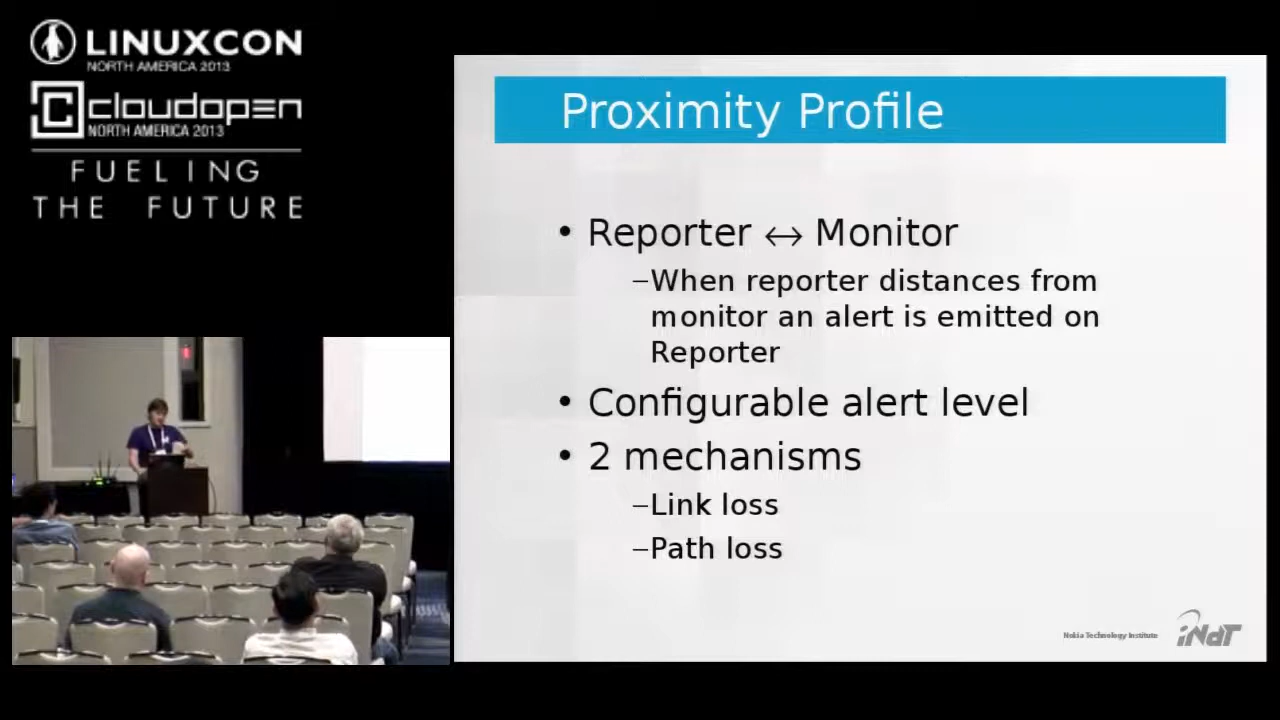 LINUXCON
NORTH AMERICA 2013
cloudopen
NORTH AMERICA 2013
FUELING
THE FUTURE
Proximity Profile
• Reporter ↔ Monitor
–When reporter distances from
monitor an alert is emitted on
Reporter
• Configurable alert level
• 2 mechanisms
–Link loss
–Path loss
Nokia Technology Institute
iNdT